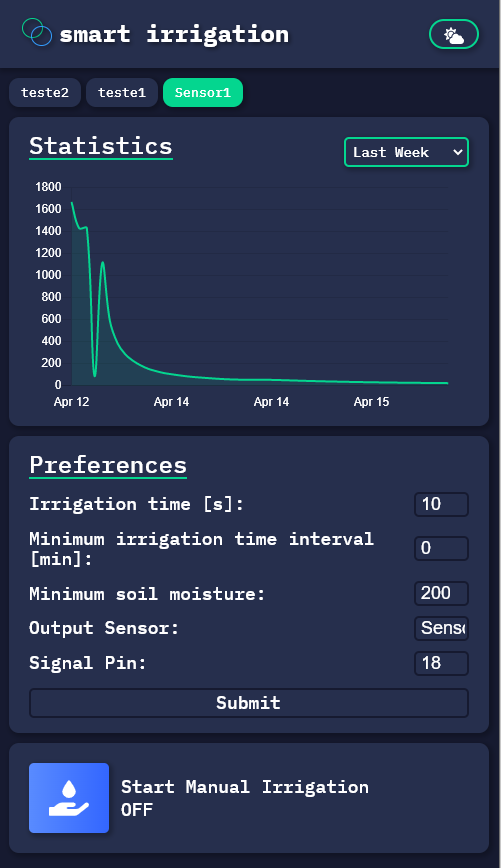 smart irrigation
teste2 teste1 Sensor1
Statistics
Last Week
1800
1600
1400
1200
1000
800
600
400
200
0
Apr 12 Apr 14 Apr 14 Apr 15
Preferences
Irrigation time [s]: 10
Minimum irrigation time interval
[min]: 0
Minimum soil moisture: 200
Output Sensor: Senso
Signal Pin: 18
Submit
Start Manual Irrigation
OFF